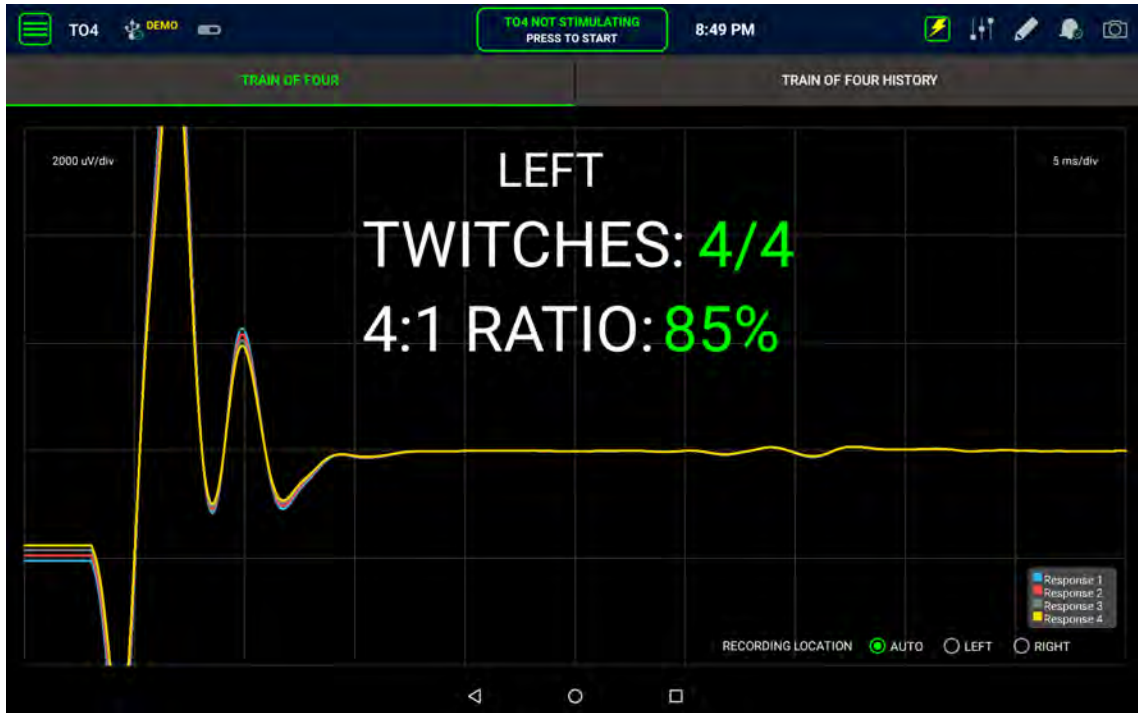 TO4
DEMO
TO4 NOT STIMULATING
PRESS TO START
8:49 PM
TRAIN OF FOUR
TRAIN OF FOUR HISTORY
2000 uV/div
LEFT
5 ms/div
TWITCHES: 4/4
4:1 RATIO: 85%
Response 1
Response 2
Response 3
Response 4
RECORDING LOCATION AUTO LEFT RIGHT